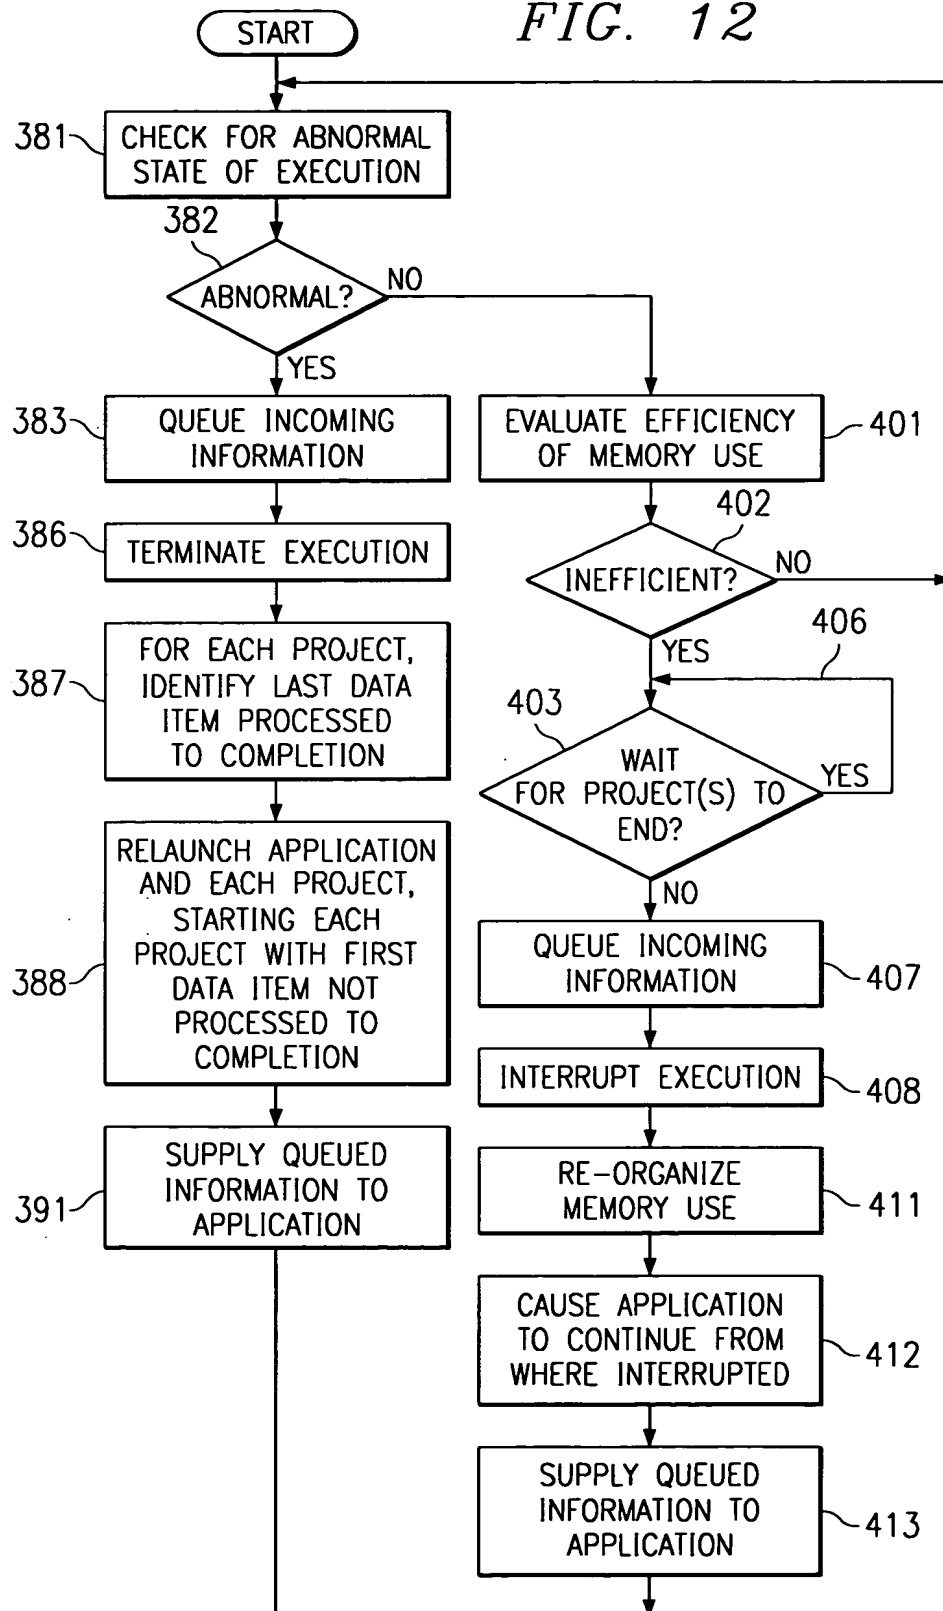 FIG. 12
START
381
CHECK FOR ABNORMAL
STATE OF EXECUTION
382
ABNORMAL?
NO
YES
383
QUEUE INCOMING
INFORMATION
386
TERMINATE EXECUTION
387
FOR EACH PROJECT,
IDENTIFY LAST DATA
ITEM PROCESSED
TO COMPLETION
388
RELAUNCH APPLICATION
AND EACH PROJECT,
STARTING EACH
PROJECT WITH FIRST
DATA ITEM NOT
PROCESSED TO
COMPLETION
391
SUPPLY QUEUED
INFORMATION TO
APPLICATION
EVALUATE EFFICIENCY
OF MEMORY USE
401
402
INEFFICIENT?
NO
YES
406
403
WAIT
FOR PROJECT(S) TO
END?
YES
NO
QUEUE INCOMING
INFORMATION
407
INTERRUPT EXECUTION
408
RE-ORGANIZE
MEMORY USE
411
CAUSE APPLICATION
TO CONTINUE FROM
WHERE INTERRUPTED
412
SUPPLY QUEUED
INFORMATION TO
APPLICATION
413